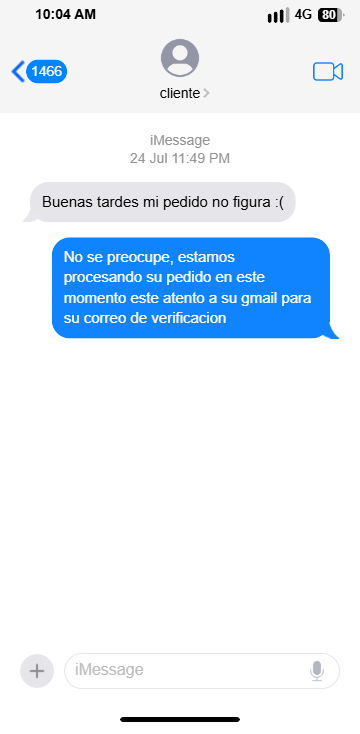 10:04 AM
4G
80
1466
cliente
iMessage
24 Jul 11:49 PM
Buenas tardes mi pedido no figura :(
No se preocupe, estamos
procesando su pedido en este
momento este atento a su gmail para
su correo de verificacion
iMessage